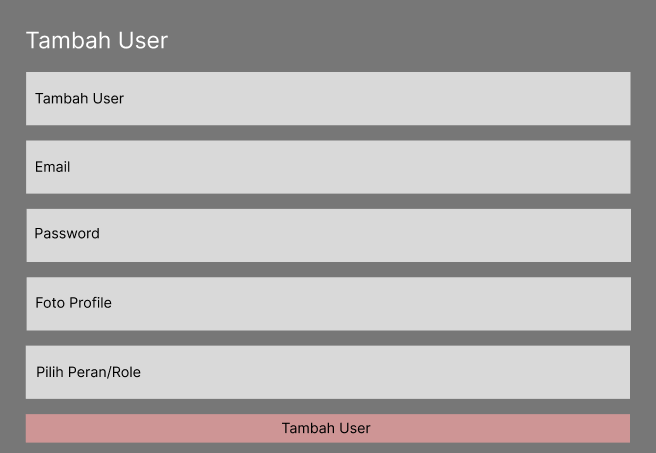 Tambah User
Tambah User
Email
Password
Foto Profile
Pilih Peran/Role
Tambah User